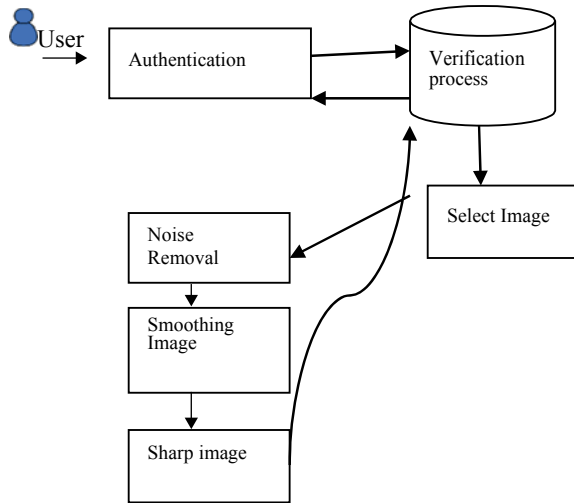 User
Authentication
Verification
process
Select Image
Noise
Removal
Smoothing
Image
Sharp image